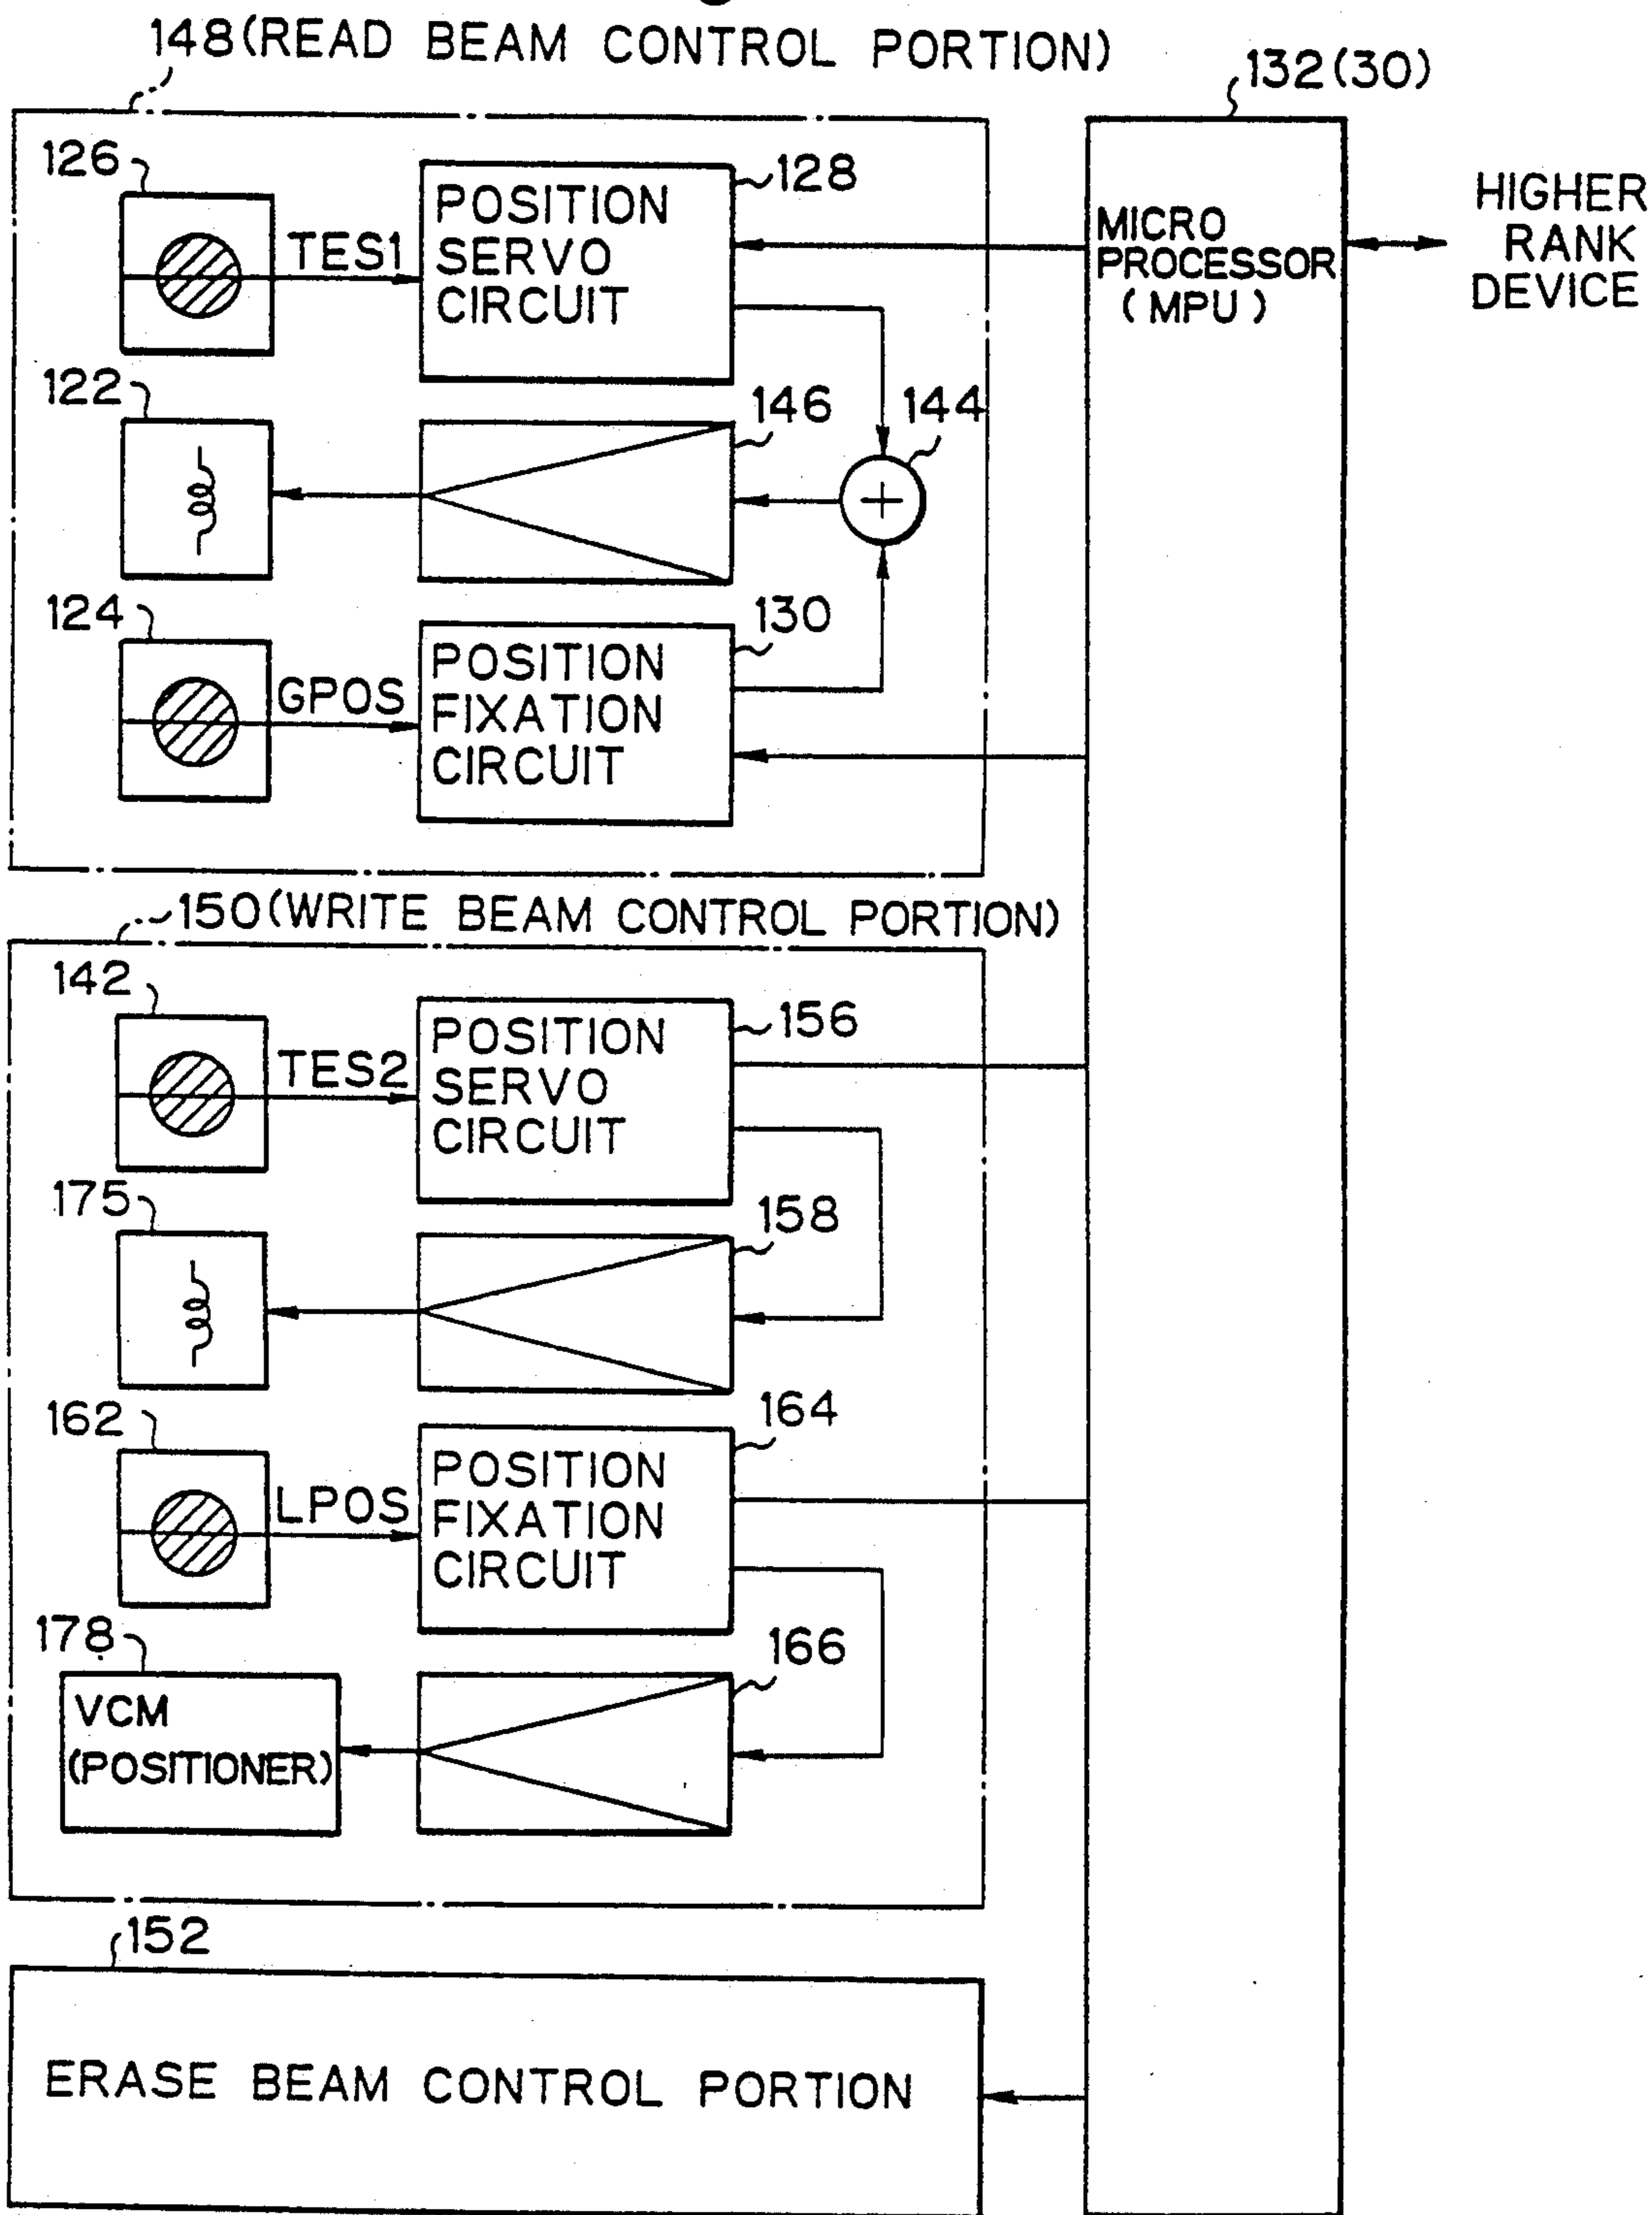 148(READ BEAM CONTROL PORTION)
132(30)
126
TES1
POSITION
SERVO
CIRCUIT
128
MICRO
PROCESSOR
(MPU)
HIGHER
RANK
DEVICE
122
146
144
+
124
GPOS
POSITION
FIXATION
CIRCUIT
130
150(WRITE BEAM CONTROL PORTION)
142
TES2
POSITION
SERVO
CIRCUIT
156
175
158
162
LPOS
POSITION
FIXATION
CIRCUIT
164
178
VCM
(POSITIONER)
166
152
ERASE BEAM CONTROL PORTION